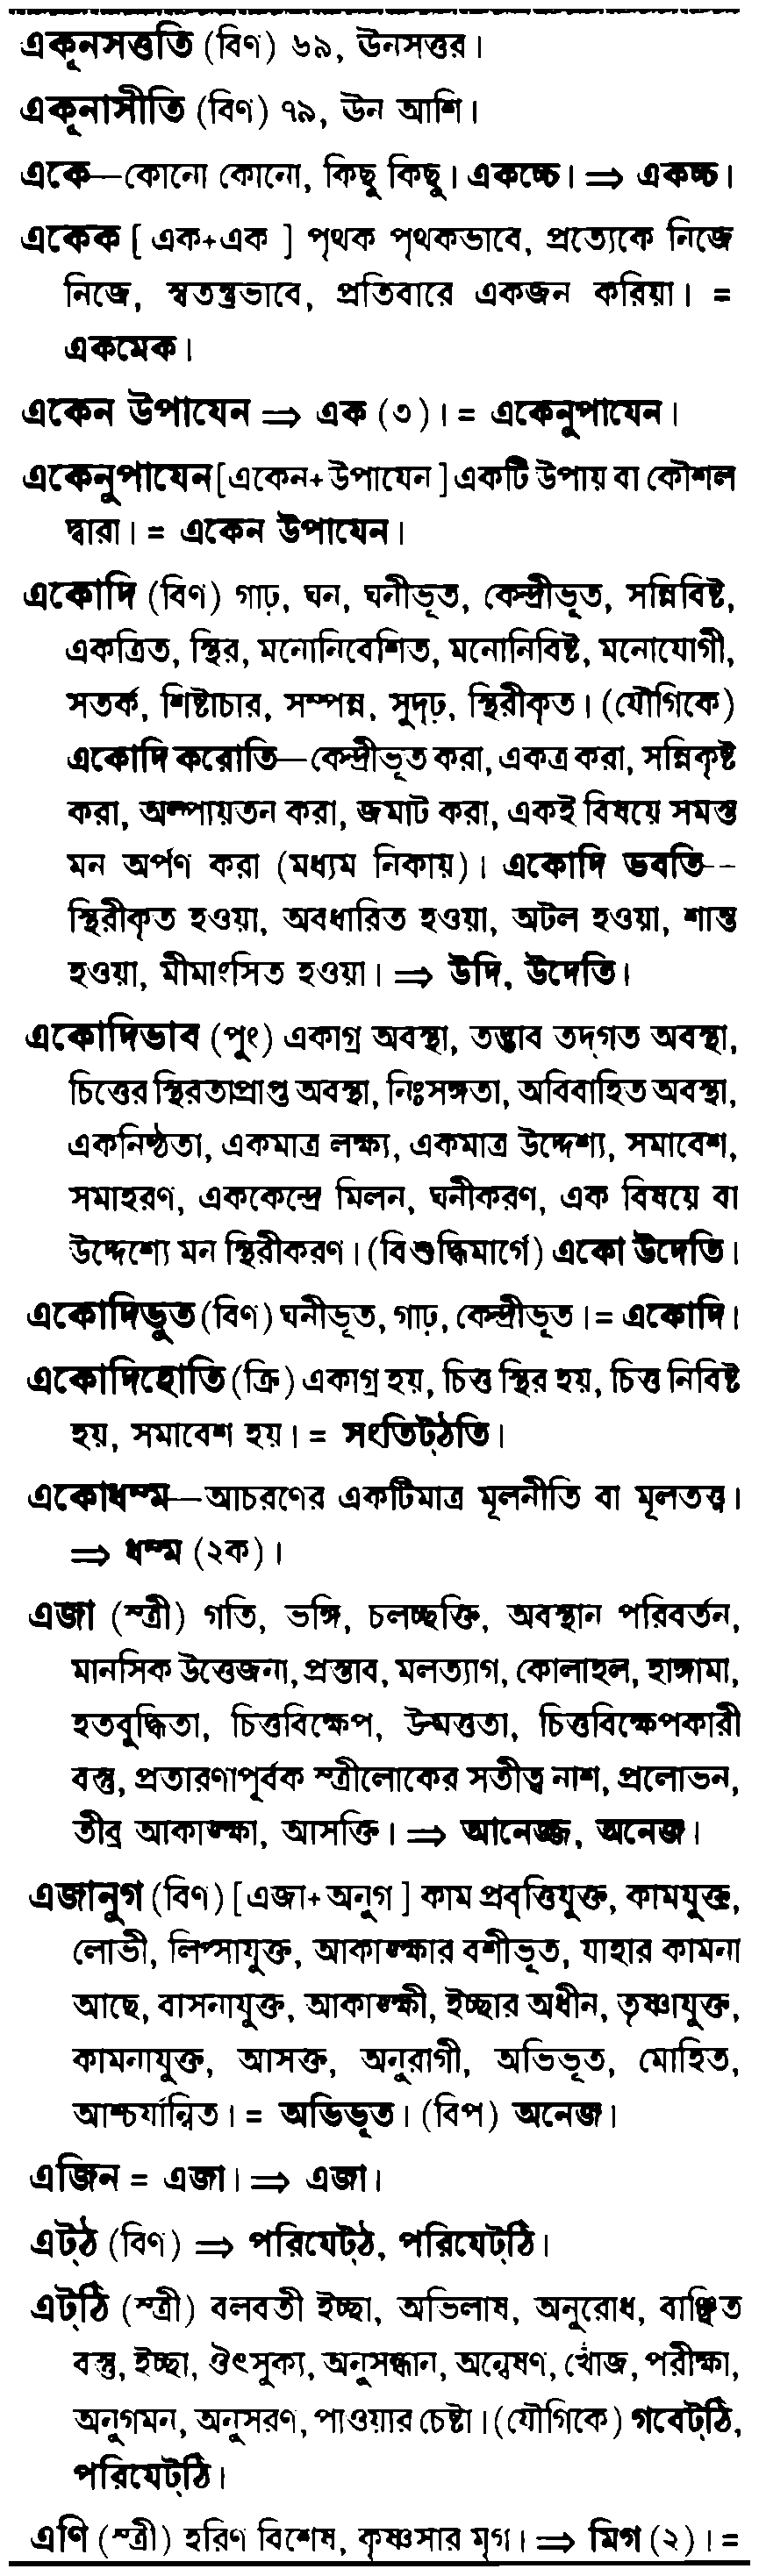 একূনসত্ততি (বিণ) ৬৯, ঊনসত্তর।
একূনাসীতি (বিণ) ৭৯, ঊন আশি।
একে—কোনো কোনো, কিছু কিছু। একচ্চে। ⇒ একচ্চ।
একেক [ এক+এক ] পৃথক পৃথকভাবে, প্রত্যেকে নিজে
নিজে, স্বতন্ত্রভাবে, প্রতিবারে একজন করিয়া। =
একমেক।
একেন উপাযেন ⇒ এক (৩)। = একেনুপাযেন।
একেনুপাযেন [একেন+উপাযেন ] একটি উপায় বা কৌশল
দ্বারা। = একেন উপাযেন।
একোদি (বিণ) গাঢ়, ঘন, ঘনীভূত, কেন্দ্রীভূত, সন্নিবিষ্ট,
একত্রিত, স্থির, মনোনিবেশিত, মনোনিবিষ্ট, মনোযোগী,
সতর্ক, শিষ্টাচার, সম্পন্ন, সুদৃঢ়, স্থিরীকৃত। (যৌগিকে)
একোদি করোতি—কেন্দ্রীভূত করা, একত্র করা, সন্নিকৃষ্ট
করা, অল্পায়তন করা, জমাট করা, একই বিষয়ে সমস্ত
মন অর্পণ করা (মধ্যম নিকায়)। একোদি ভবতি--
স্থিরীকৃত হওয়া, অবধারিত হওয়া, অটল হওয়া, শান্ত
হওয়া, মীমাংসিত হওয়া। ⇒ উদি, উদেতি।
একোদিভাব (পুং) একাগ্র অবস্থা, তদ্ভাব তদ্‌গত অবস্থা,
চিত্তের স্থিরতাপ্রাপ্ত অবস্থা, নিঃসঙ্গতা, অবিবাহিত অবস্থা,
একনিষ্ঠতা, একমাত্র লক্ষ্য, একমাত্র উদ্দেশ্য, সমাবেশ,
সমাহরণ, এককেন্দ্রে মিলন, ঘনীকরণ, এক বিষয়ে বা
উদ্দেশ্যে মন স্থিরীকরণ। (বিশুদ্ধিমার্গে) একো উদেতি।
একোদিভূত (বিণ) ঘনীভূত, গাঢ়, কেন্দ্রীভূত। = একোদি।
একোদিহোতি (ক্রি) একাগ্র হয়, চিত্ত স্থির হয়, চিত্ত নিবিষ্ট
হয়, সমাবেশ হয়। = সংতিট্‌ঠতি।
একোধম্ম—আচরণের একটিমাত্র মূলনীতি বা মূলতত্ত্ব।
⇒ ধম্ম (২ক)।
এজা (স্ত্রী) গতি, ভঙ্গি, চলচ্ছক্তি, অবস্থান পরিবর্তন,
মানসিক উত্তেজনা, প্রস্তাব, মলত্যাগ, কোলাহল, হাঙ্গামা,
হতবুদ্ধিতা, চিত্তবিক্ষেপ, উন্মত্ততা, চিত্তবিক্ষেপকারী
বস্তু, প্রতারণাপূর্বক স্ত্রীলোকের সতীত্ব নাশ, প্রলোভন,
তীব্র আকাঙ্ক্ষা, আসক্তি। ⇒ আনেজ্জ, অনেজ।
এজানুগ (বিণ) [এজা+অনুগ ] কাম প্রবৃত্তিযুক্ত, কামযুক্ত,
লোভী, লিপ্সাযুক্ত, আকাঙ্ক্ষার বশীভূত, যাহার কামনা
আছে, বাসনাযুক্ত, আকাঙ্ক্ষী, ইচ্ছার অধীন, তৃষ্ণাযুক্ত,
কামনাযুক্ত, আসক্ত, অনুরাগী, অভিভূত, মোহিত,
আশ্চর্যান্বিত। = অভিভূত। (বিপ) অনেজ।
এজিন = এজা। ⇒ এজা।
এট্‌ঠ (বিণ) ⇒ পরিযেট্‌ঠ, পরিযেট্‌ঠি।
এট্‌ঠি (স্ত্রী) বলবতী ইচ্ছা, অভিলাষ, অনুরোধ, বাঞ্ছিত
বস্তু, ইচ্ছা, ঔৎসুক্য, অনুসন্ধান, অন্বেষণ, খোঁজ, পরীক্ষা,
অনুগমন, অনুসরণ, পাওয়ার চেষ্টা। (যৌগিকে) গবেট্‌ঠি,
পরিযেট্‌ঠি।
এণি (স্ত্রী) হরিণ বিশেষ, কৃষ্ণসার মৃগ। ⇒ মিগ (২)। =